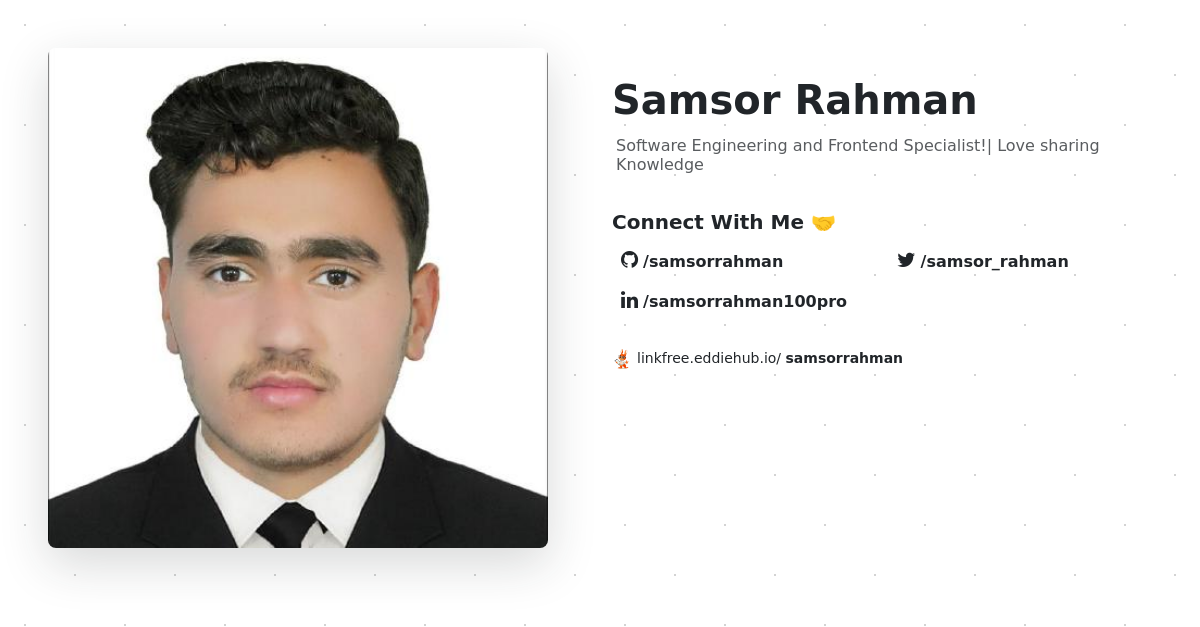 Samsor Rahman
Software Engineering and Frontend Specialist!| Love sharing
Knowledge
Connect With Me 🤝
/samsorrahman
/samsor_rahman
/samsorrahman100pro
linkfree.eddiehub.io/ samsorrahman